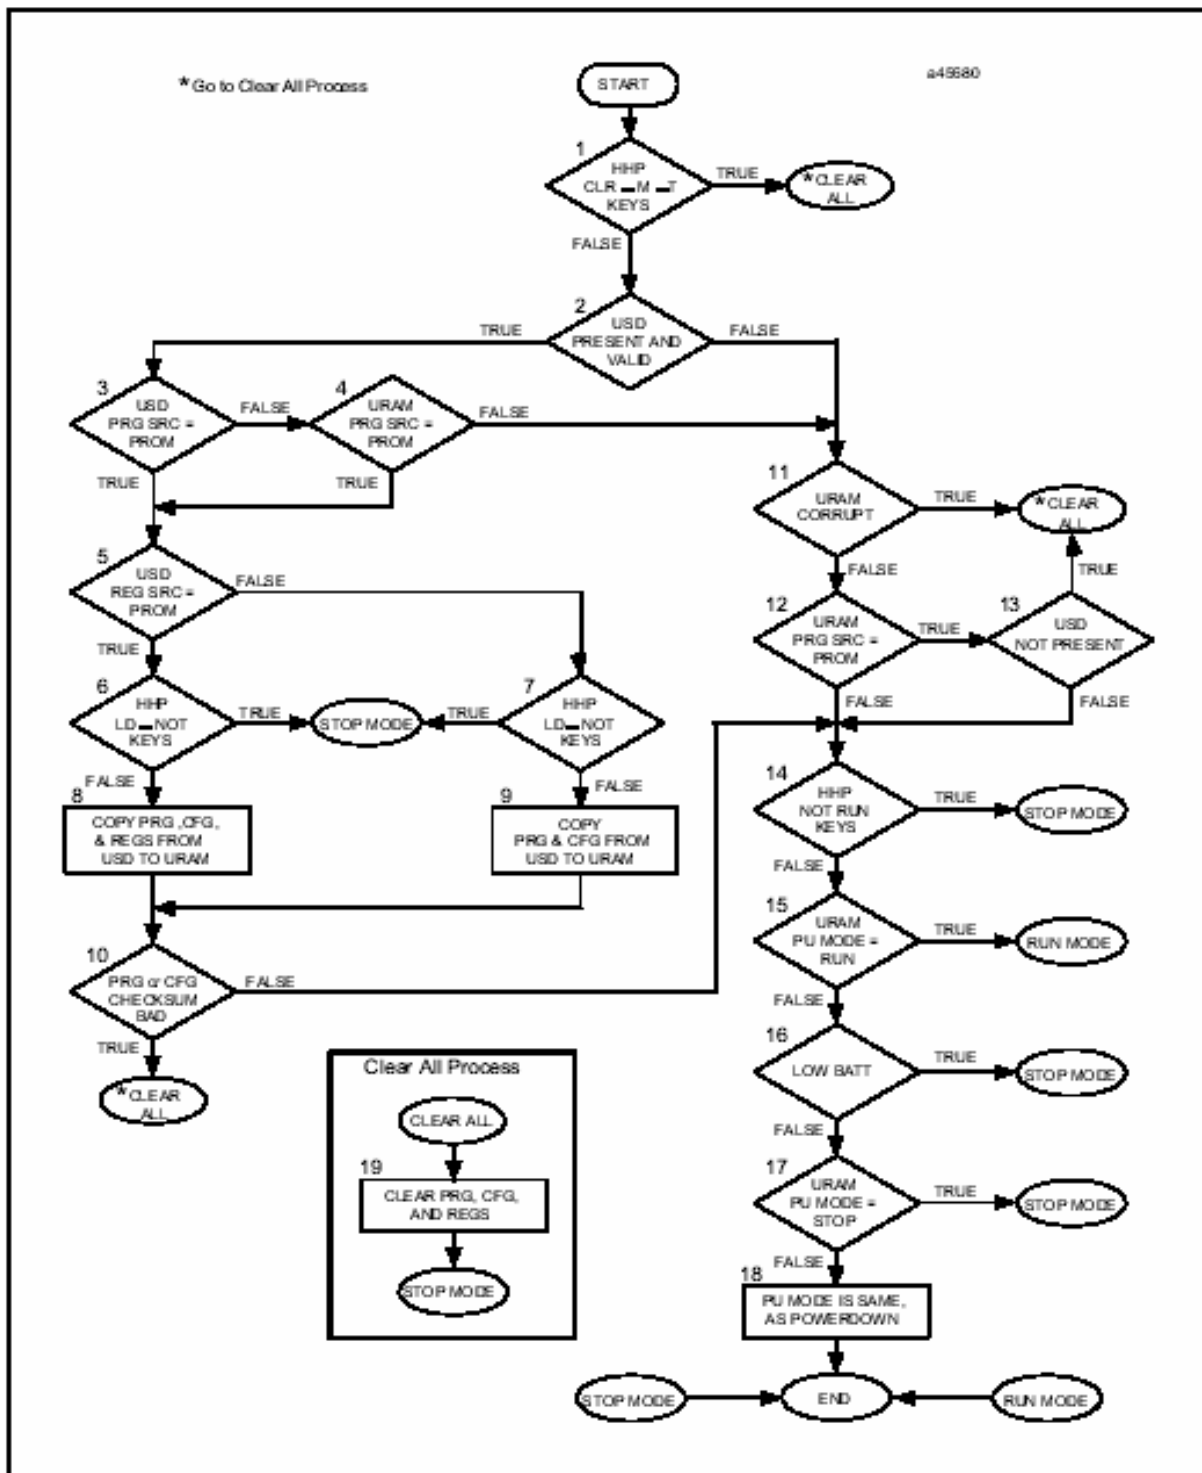 *Go to Clear All Process
START
a45680
1
HHP
CLR – M – T
KEYS
TRUE
*CLEAR
ALL
FALSE
2
USD
PRESENT AND
VALID
TRUE
FALSE
3
USD
PRG SRC =
PROM
FALSE
4
URAM
PRG SRC =
PROM
FALSE
TRUE
TRUE
11
URAM
CORRUPT
TRUE
*CLEAR
ALL
FALSE
TRUE
5
USD
REG SRC =
PROM
FALSE
TRUE
12
URAM
PRG SRC =
PROM
TRUE
13
USD
NOT PRESENT
FALSE
FALSE
6
HHP
LD – NOT
KEYS
TRUE
STOP MODE
TRUE
7
HHP
LD – NOT
KEYS
FALSE
FALSE
8
COPY PRG ,CFG,
& REGS FROM
USD TO URAM
9
COPY
PRG & CFG FROM
USD TO URAM
14
HHP
NOT RUN
KEYS
TRUE
STOP MODE
FALSE
15
URAM
PU MODE =
RUN
TRUE
RUN MODE
FALSE
10
PRG or CFG
CHECKSUM
BAD
FALSE
TRUE
*CLEAR
ALL
16
LOW BATT
TRUE
STOP MODE
FALSE
Clear All Process
CLEAR ALL
19
CLEAR PRG, CFG,
AND REGS
STOP MODE
17
URAM
PU MODE =
STOP
TRUE
STOP MODE
FALSE
18
PU MODE IS SAME,
AS POWERDOWN
STOP MODE
END
RUN MODE